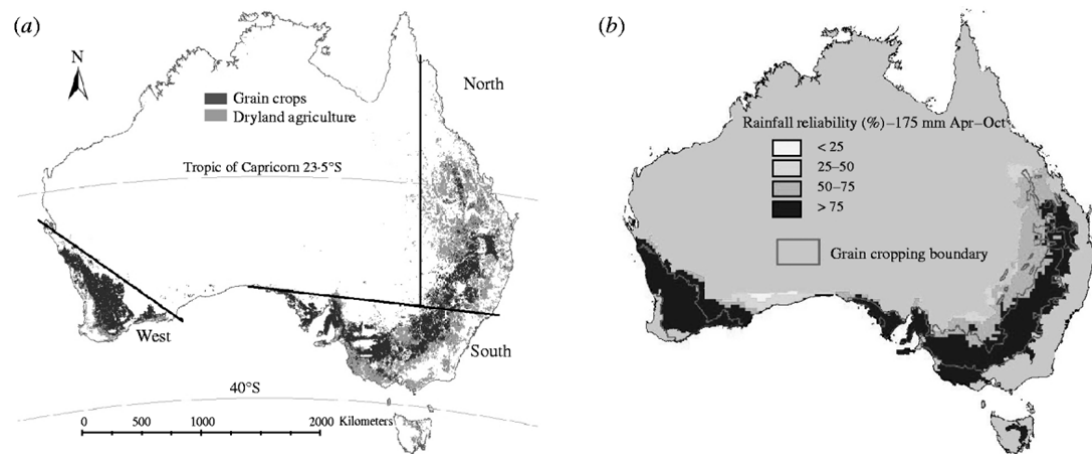 (a)
N
Grain crops
Dryland agriculture
North
Tropic of Capricorn 23·5°S
West
South
40°S
0 500 1000 2000 Kilometers
(b)
Rainfall reliability (%)–175 mm Apr–Oct
< 25
25–50
50–75
> 75
Grain cropping boundary